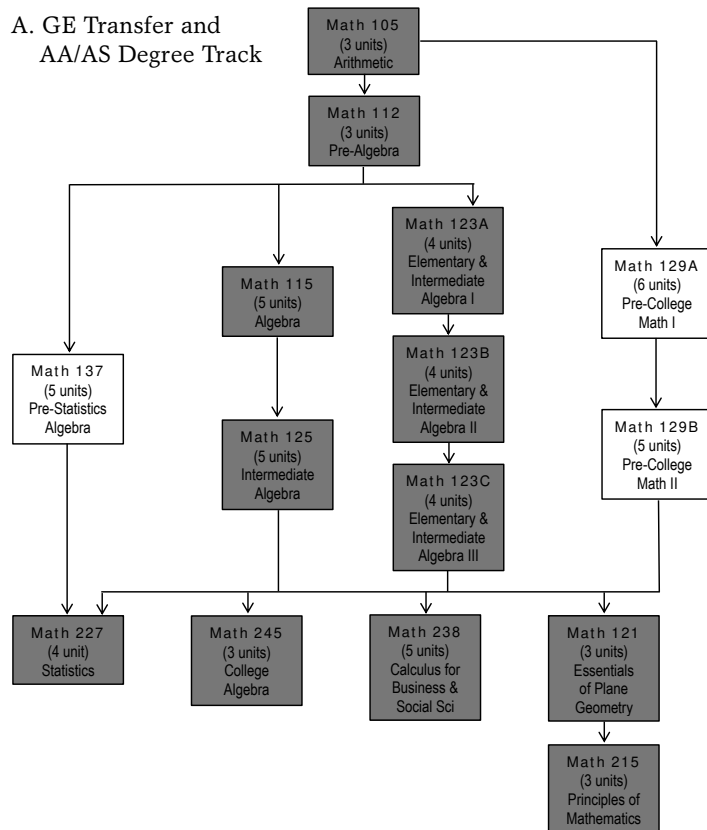 A. GE Transfer and
AA/AS Degree Track
Math 105
(3 units)
Arithmetic
Math 112
(3 units)
Pre-Algebra
Math 123A
(4 units)
Elementary &
Intermediate
Algebra I
Math 115
(5 units)
Algebra
Math 129A
(6 units)
Pre-College
Math I
Math 137
(5 units)
Pre-Statistics
Algebra
Math 123B
(4 units)
Elementary &
Intermediate
Algebra II
Math 125
(5 units)
Intermediate
Algebra
Math 129B
(5 units)
Pre-College
Math II
Math 123C
(4 units)
Elementary &
Intermediate
Algebra III
Math 227
(4 unit)
Statistics
Math 245
(3 units)
College
Algebra
Math 238
(5 units)
Calculus for
Business &
Social Sci
Math 121
(3 units)
Essentials
of Plane
Geometry
Math 215
(3 units)
Principles of
Mathematics